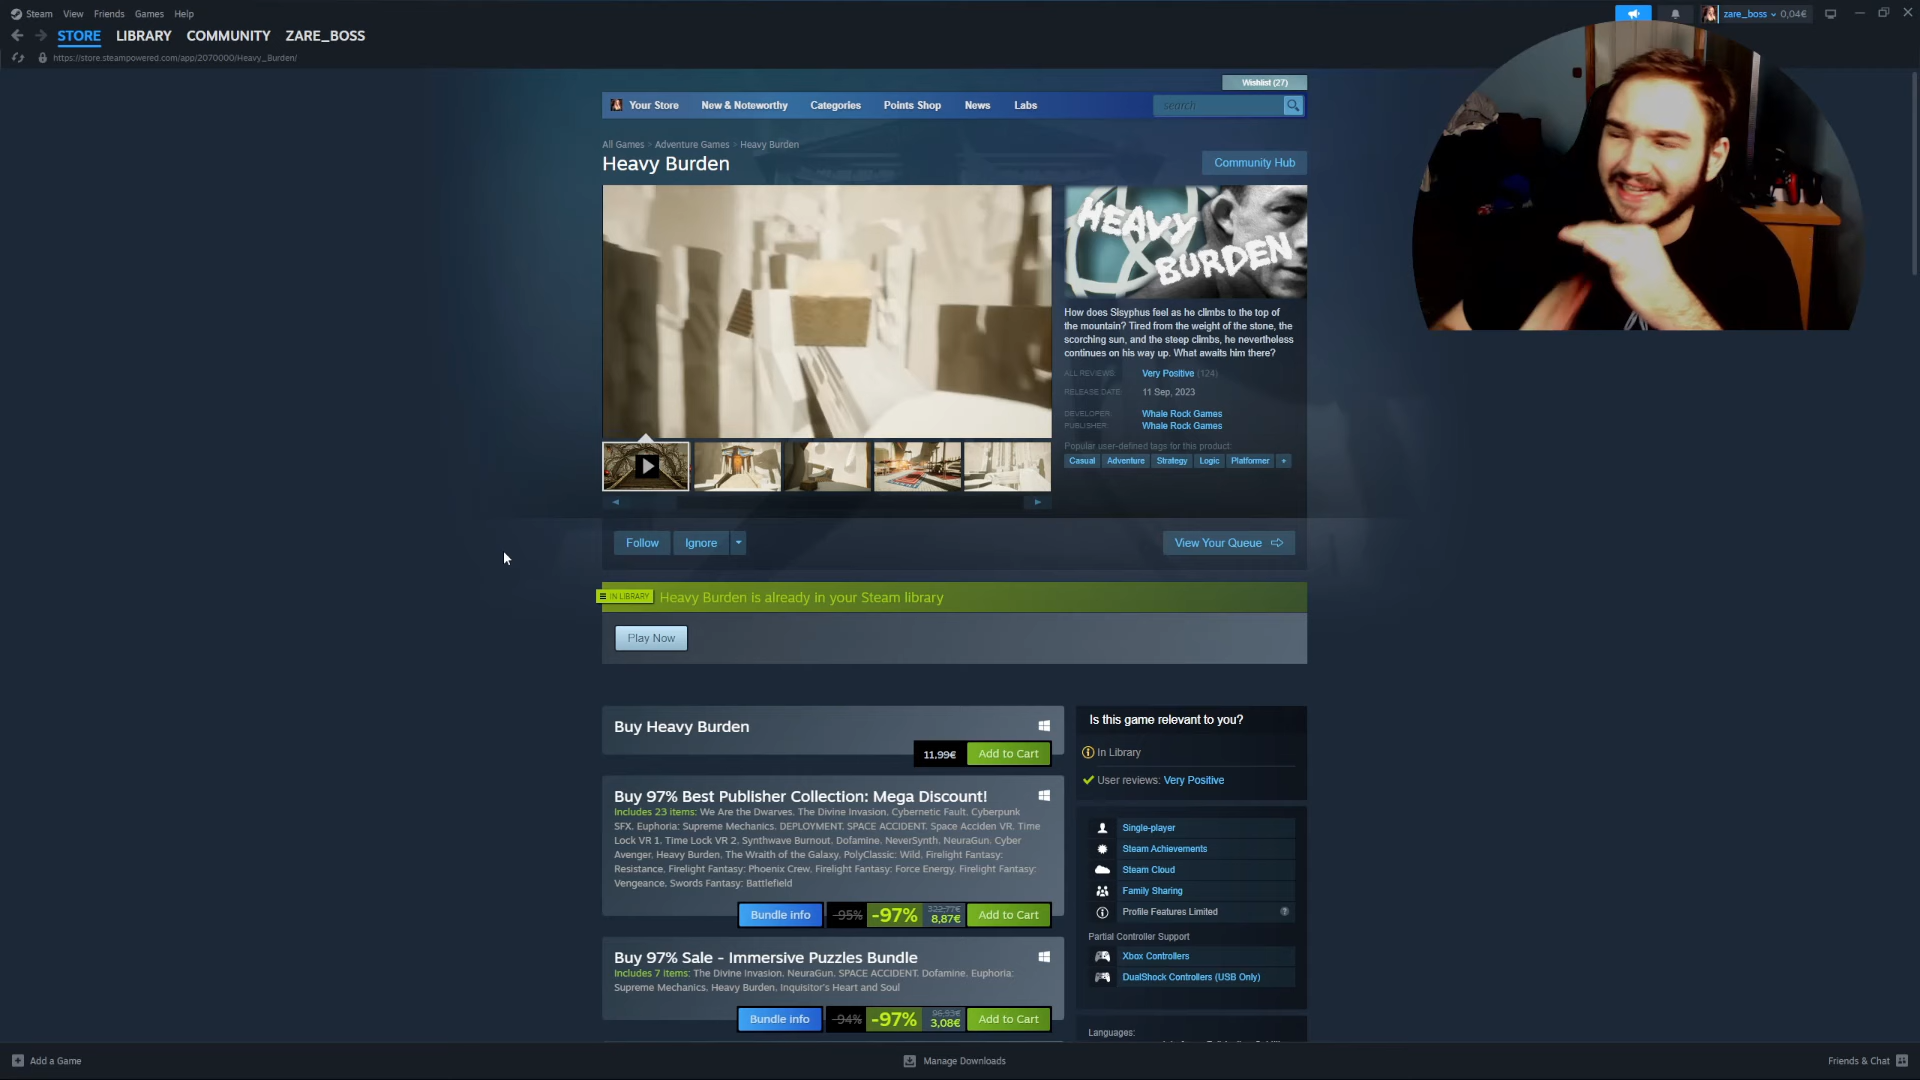 Steam View Friends Games Help
zare_boss 0,04€
STORE LIBRARY COMMUNITY ZARE_BOSS
https://store.steampowered.com/app/2070000/Heavy_Burden/
Wishlist (27)
Your Store New & Noteworthy Categories Points Shop News Labs
search
All Games > Adventure Games > Heavy Burden
Heavy Burden
Community Hub
HEAVY
BURDEN
How does Sisyphus feel as he climbs to the top of
the mountain? Tired from the weight of the stone, the
scorching sun, and the steep climbs, he nevertheless
continues on his way up. What awaits him there?
ALL REVIEWS: Very Positive (124)
RELEASE DATE: 11 Sep, 2023
DEVELOPER: Whale Rock Games
PUBLISHER: Whale Rock Games
Popular user-defined tags for this product:
Casual Adventure Strategy Logic Platformer +
Follow Ignore
View Your Queue
IN LIBRARY Heavy Burden is already in your Steam library
Play Now
Buy Heavy Burden
11,99€ Add to Cart
Buy 97% Best Publisher Collection: Mega Discount!
Includes 23 items: We Are the Dwarves, The Divine Invasion, Cybernetic Fault, Cyberpunk
SFX, Euphoria: Supreme Mechanics, DEPLOYMENT, SPACE ACCIDENT, Space Acciden VR, Time
Lock VR 1, Time Lock VR 2, Synthwave Burnout, Dofamine, NeverSynth, NeuraGun, Cyber
Avenger, Heavy Burden, The Wraith of the Galaxy, PolyClassic: Wild, Firelight Fantasy:
Resistance, Firelight Fantasy: Phoenix Crew, Firelight Fantasy: Force Energy, Firelight Fantasy:
Vengeance, Swords Fantasy: Battlefield
Bundle info -95% -97% 322,77€ 8,87€ Add to Cart
Buy 97% Sale - Immersive Puzzles Bundle
Includes 7 items: The Divine Invasion, NeuraGun, SPACE ACCIDENT, Dofamine, Euphoria:
Supreme Mechanics, Heavy Burden, Inquisitor's Heart and Soul
Bundle info -94% -97% 96,93€ 3,08€ Add to Cart
Is this game relevant to you?
In Library
User reviews: Very Positive
Single-player
Steam Achievements
Steam Cloud
Family Sharing
Profile Features Limited ?
Partial Controller Support
Xbox Controllers
DualShock Controllers (USB Only)
Languages:
Add a Game
Manage Downloads
Friends & Chat